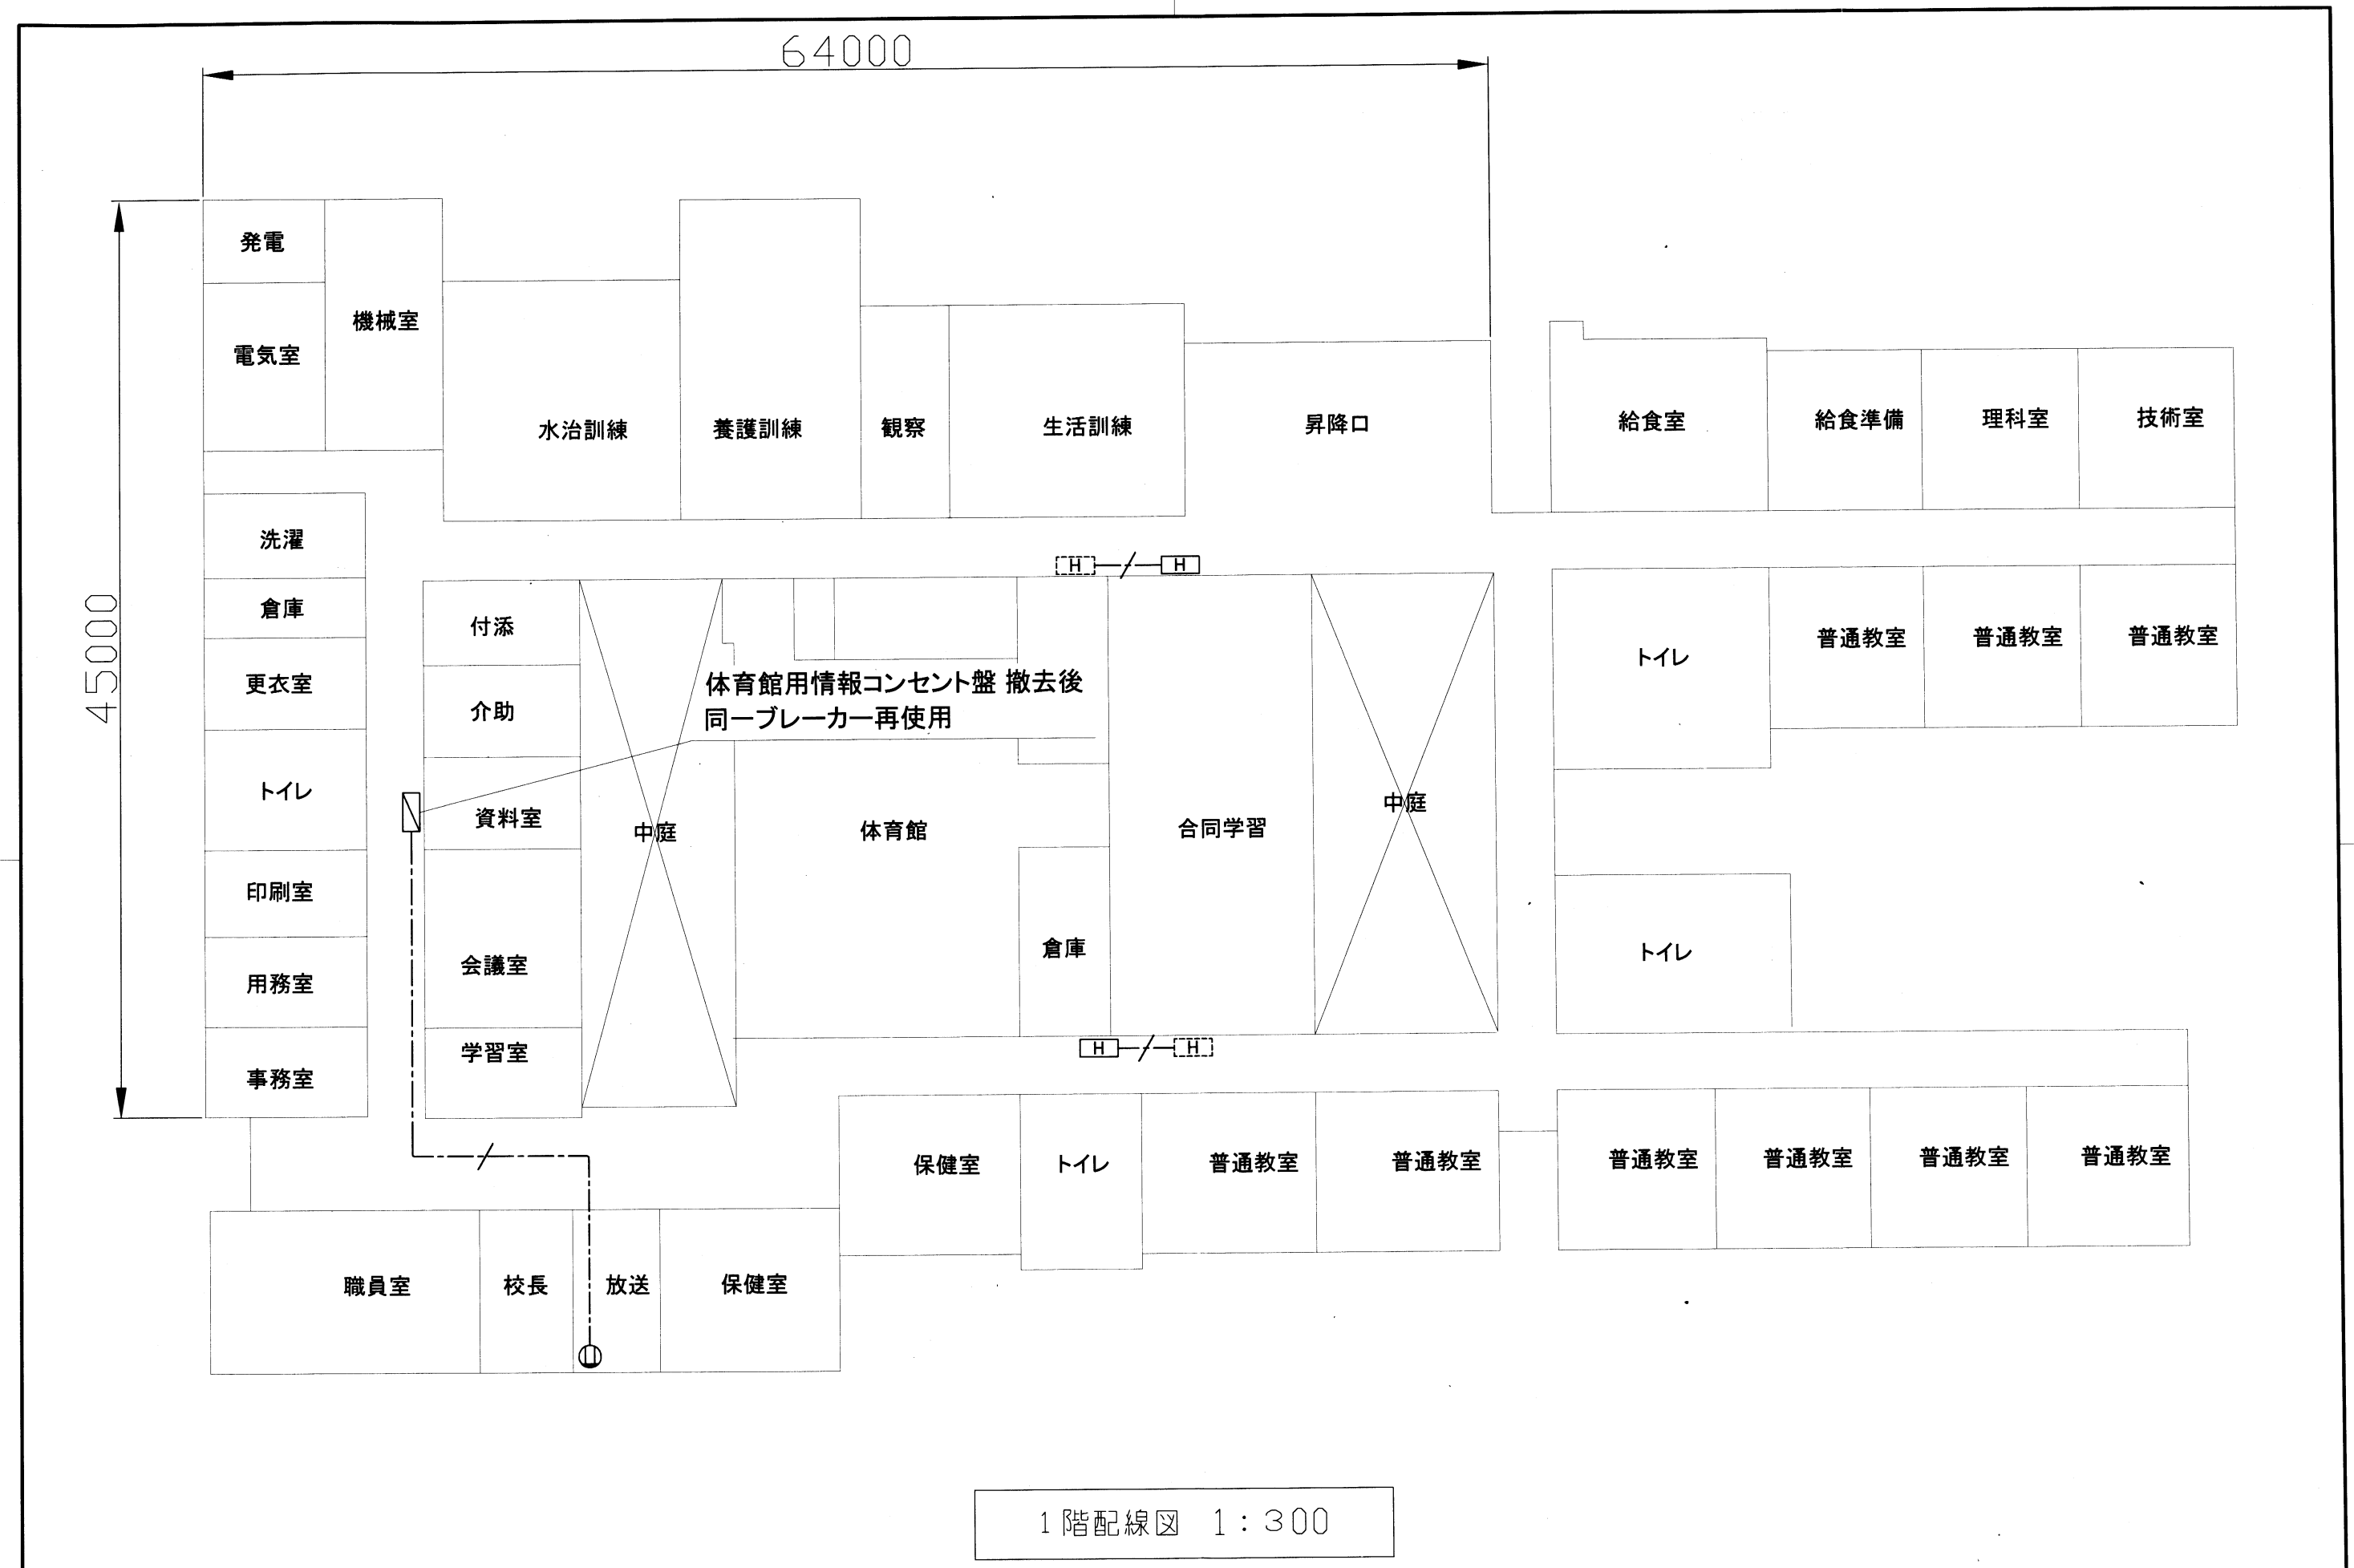 64000
45000
発電
機械室
電気室
水治訓練
養護訓練
観察
生活訓練
昇降口
給食室
給食準備
理科室
技術室
洗濯
倉庫
更衣室
トイレ
印刷室
用務室
事務室
付添
介助
資料室
会議室
学習室
中庭
H
H
体育館用情報コンセント盤 撤去後
同一ブレーカー再使用
体育館
倉庫
合同学習
中庭
トイレ
普通教室
普通教室
普通教室
トイレ
H
H
職員室
校長
放送
保健室
保健室
トイレ
普通教室
普通教室
普通教室
普通教室
普通教室
普通教室
1階配線図 1:300